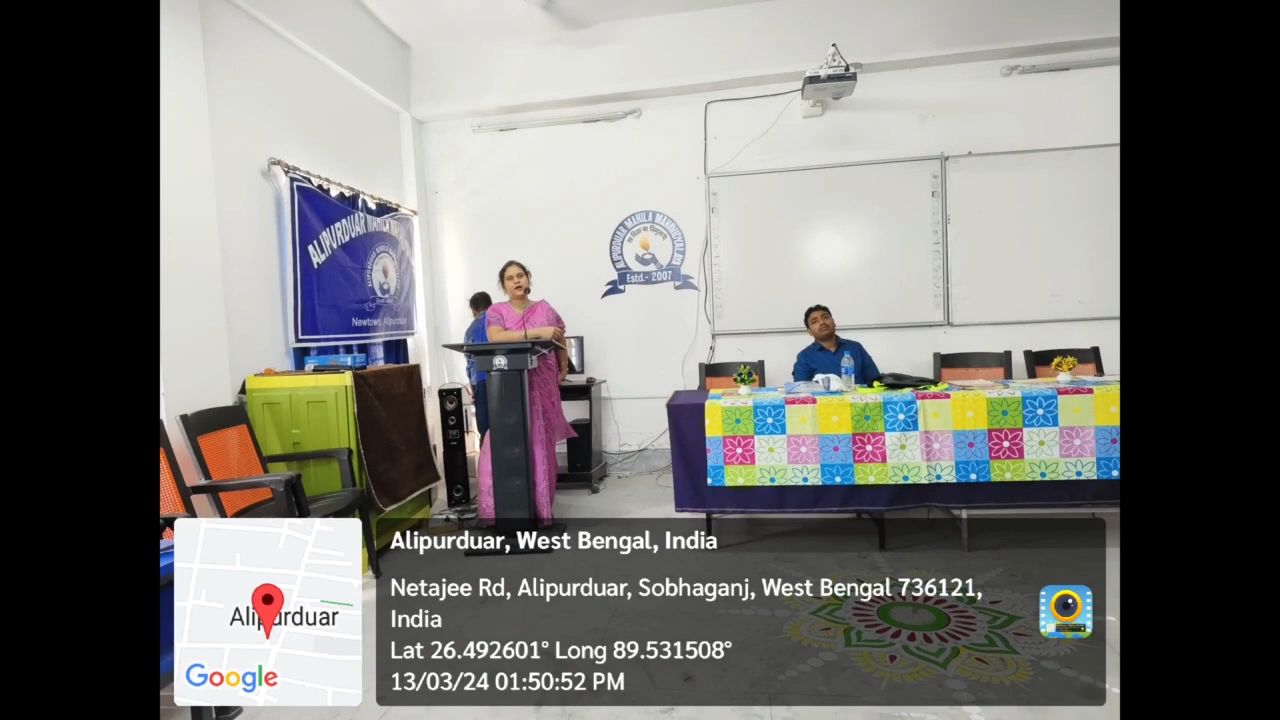 ALIPURDUAR MAHILA MAHAVIDYALAYA
Estd.- 2007
ALIPURDUAR MAHILA
Newtown, Alipurduar
Alipurduar, West Bengal, India
Netajee Rd, Alipurduar, Sobhaganj, West Bengal 736121,
India
Lat 26.492601° Long 89.531508°
13/03/24 01:50:52 PM
Alipurduar
Google